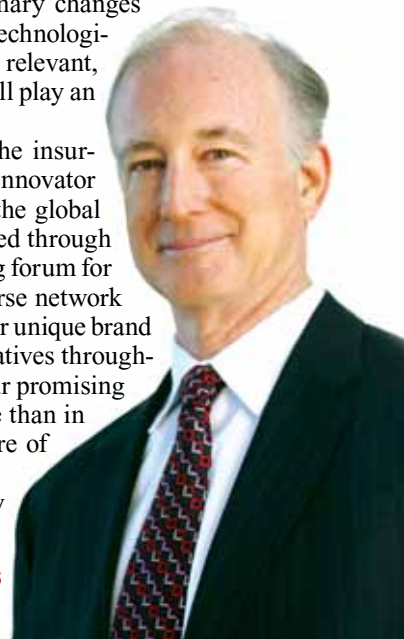 nary changes
echnologi-
relevant,
ll play an
he insur-
nnovator
the global
ed through
g forum for
rse network
r unique brand
atives through-
r promising
e than in
re of